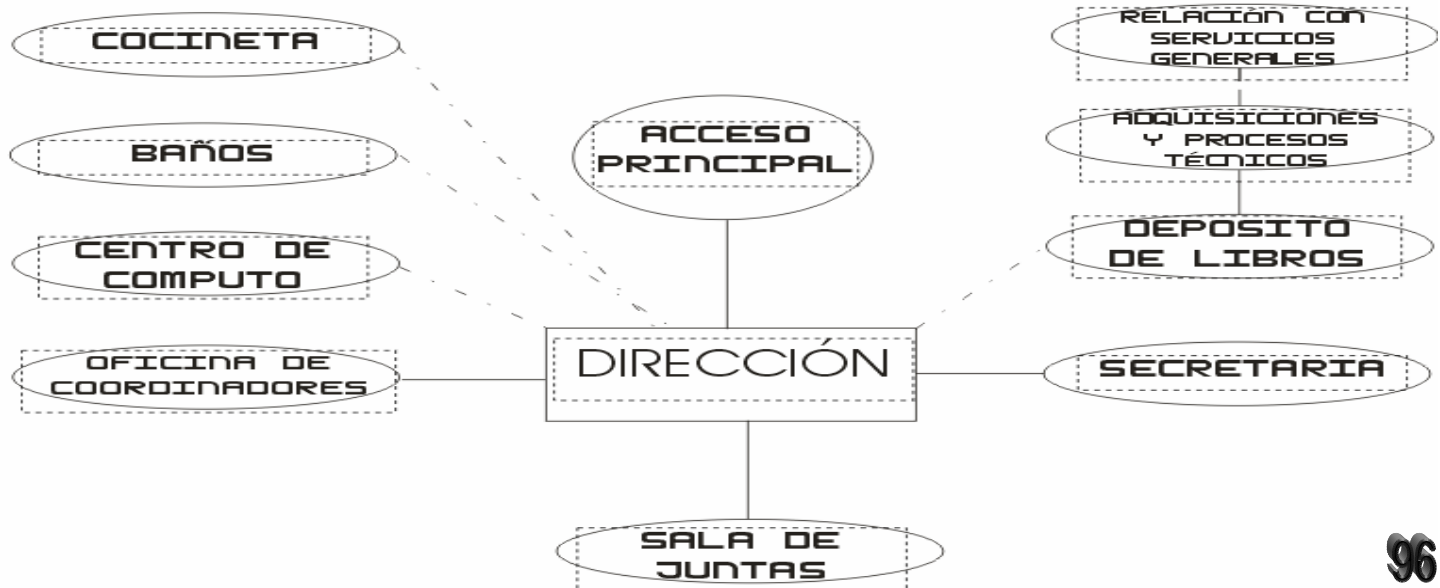 COCINETA
BAÑOS
CENTRO DE
COMPUTO
OFICINA DE
COORDINADORES
ACCESO
PRINCIPAL
DIRECCIÓN
SALA DE
JUNTAS
RELACIón CON
SERVICIOS
GENERALES
ADQUISICIONES
Y PROCESOS
TÉCNICOS
DEPOSITO
DE LIBROS
SECRETARIA
96